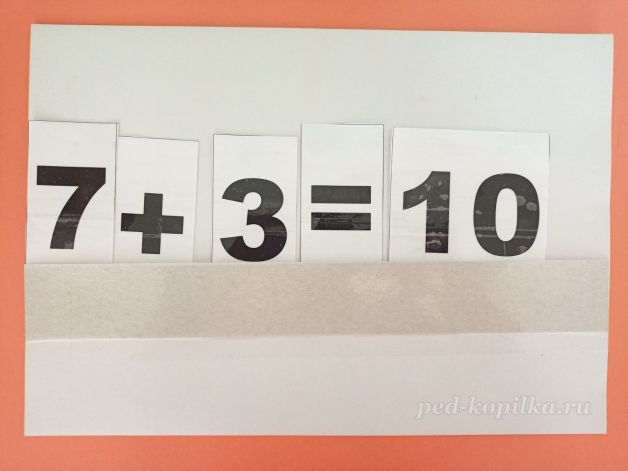 7 + 3 = 10
ped-kopilka.ru